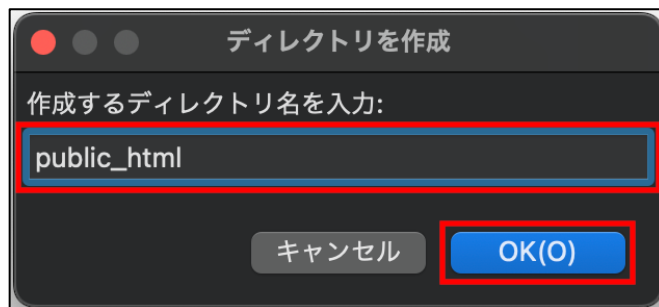 ディレクトリを作成
作成するディレクトリ名を入力:
public_html
キャンセル
OK(O)